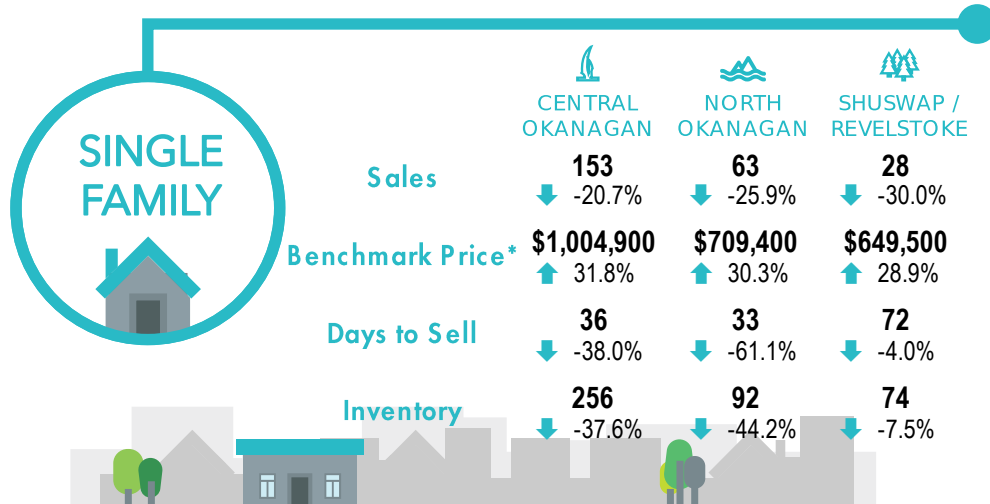 SINGLE
FAMILY
CENTRAL
OKANAGAN
NORTH
OKANAGAN
SHUSWAP /
REVELSTOKE
Sales
153
-20.7%
63
-25.9%
28
-30.0%
Benchmark Price*
$1,004,900
31.8%
$709,400
30.3%
$649,500
28.9%
Days to Sell
36
-38.0%
33
-61.1%
72
-4.0%
Inventory
256
-37.6%
92
-44.2%
74
-7.5%